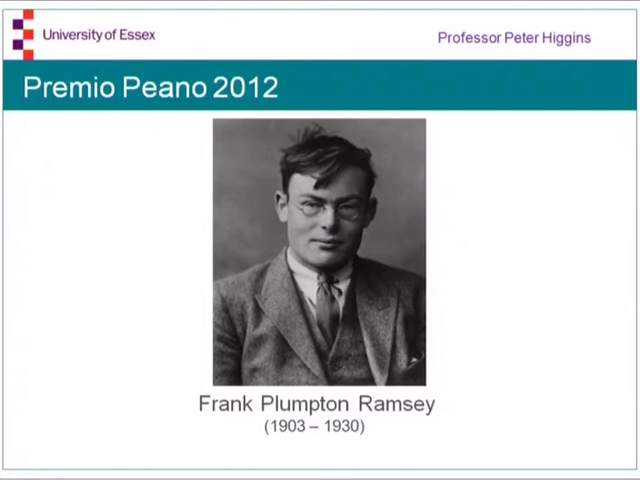 University of Essex
Professor Peter Higgins
Premio Peano 2012
Frank Plumpton Ramsey
(1903 – 1930)